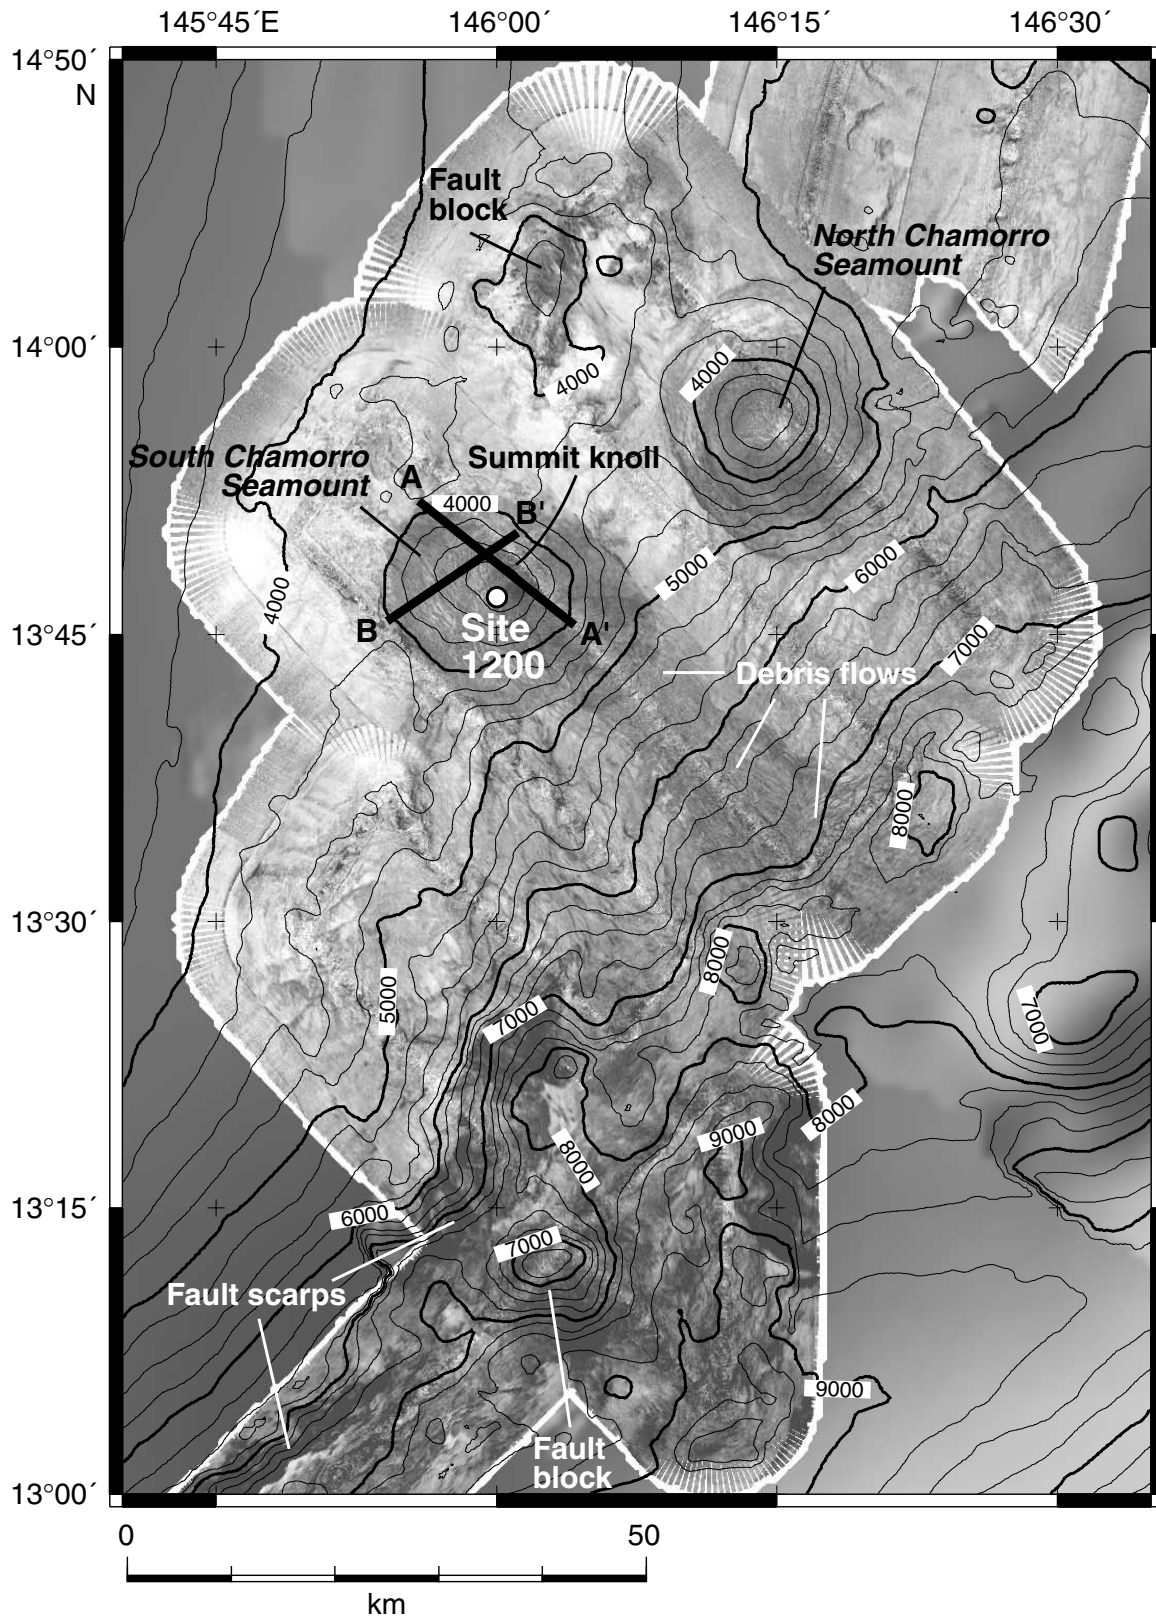 145°45´E 146°00´ 146°15´ 146°30´
14°50´
N
Fault
block
North Chamorro
Seamount
14°00´
4000
4000
South Chamorro
Seamount
Summit knoll
A
4000
B'
5000
6000
4000
B
Site
1200
A'
13°45´
7000
Debris flows
8000
13°30´
8000
5000
7000
7000
8000
9000
8000
13°15´
6000
7000
Fault scarps
9000
Fault
block
13°00´
0 50
km